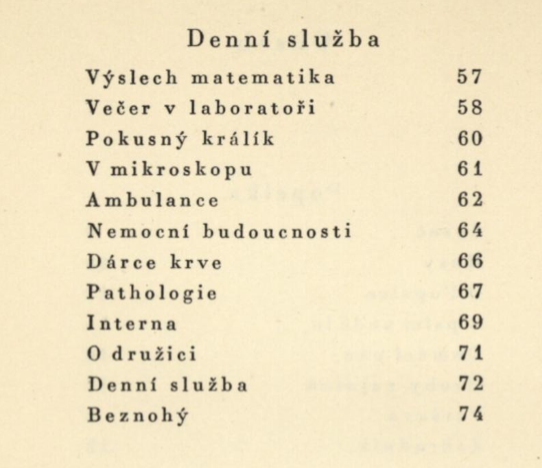 Denní služba
Výslech matematika 57
Večer v laboratoři 58
Pokusný králík 60
V mikroskopu 61
Ambulance 62
Nemocní budoucnosti 64
Dárce krve 66
Pathologie 67
Interna 69
O družici 71
Denní služba 72
Beznohý 74